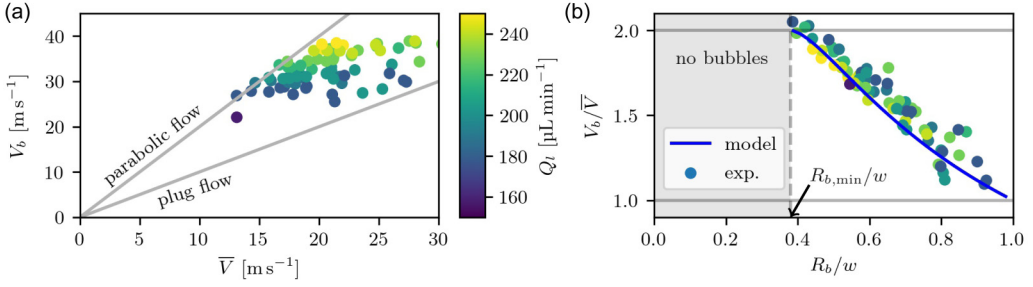 (a)
40
30
20
10
0
V_b [m s⁻¹]
parabolic flow
plug flow
0 5 10 15 20 25 30
V̅ [m s⁻¹]
240
220
200
180
160
Q_l [μL min⁻¹]
(b)
2.0
1.5
1.0
V_b/V̅
no bubbles
model
exp.
R_{b,min}/w
0.0 0.2 0.4 0.6 0.8 1.0
R_b/w